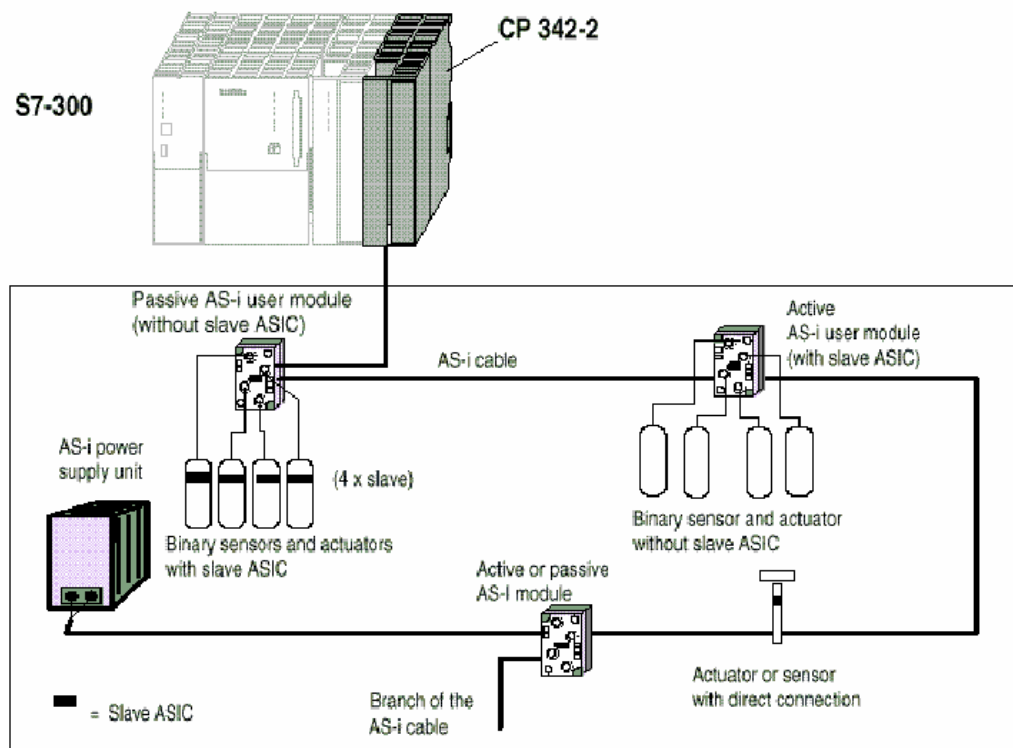 CP 342-2
S7-300
Passive AS-i user module
(without slave ASIC)
Active
AS-i user module
(with slave ASIC)
AS-i cable
AS-i power
supply unit
(4 x slave)
Binary sensors and actuators
with slave ASIC
Binary sensor and actuator
without slave ASIC
Active or passive
AS-I module
Actuator or sensor
with direct connection
Branch of the
AS-i cable
= Slave ASIC